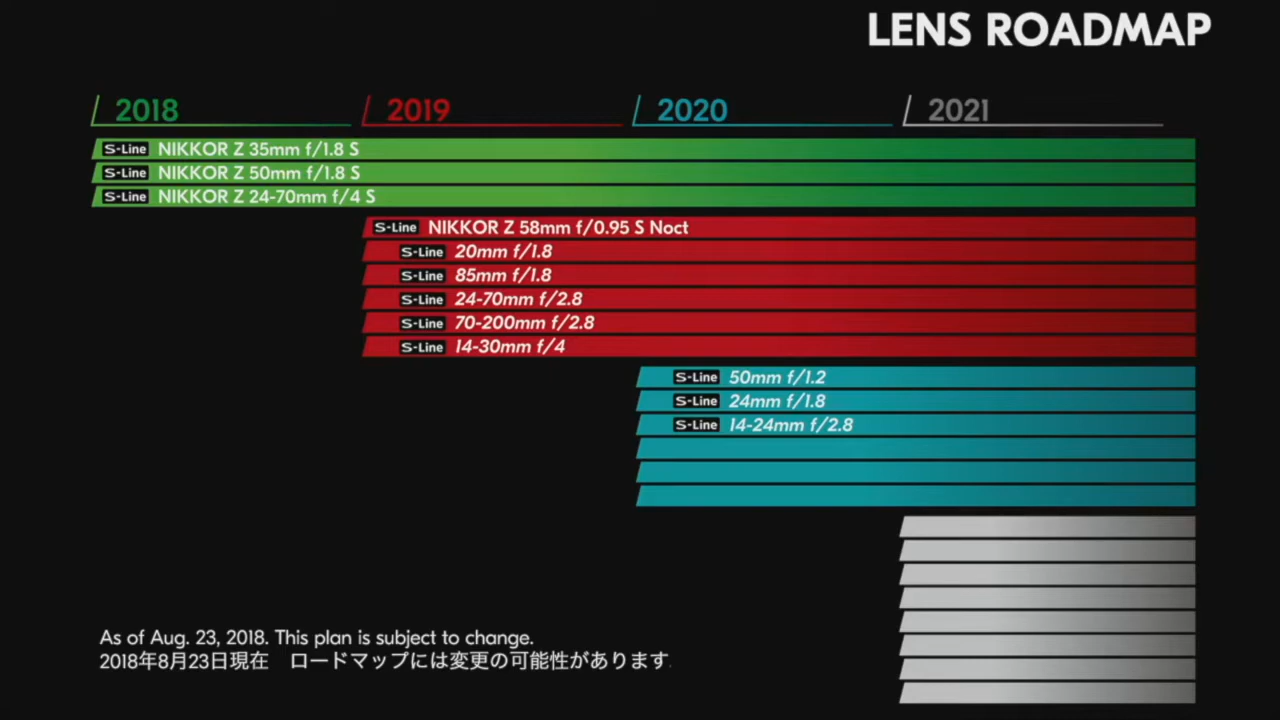 LENS ROADMAP
2018 2019 2020 2021
S-Line NIKKOR Z 35mm f/1.8 S
S-Line NIKKOR Z 50mm f/1.8 S
S-Line NIKKOR Z 24-70mm f/4 S
S-Line NIKKOR Z 58mm f/0.95 S Noct
S-Line 20mm f/1.8
S-Line 85mm f/1.8
S-Line 24-70mm f/2.8
S-Line 70-200mm f/2.8
S-Line 14-30mm f/4
S-Line 50mm f/1.2
S-Line 24mm f/1.8
S-Line 14-24mm f/2.8
As of Aug. 23, 2018. This plan is subject to change.
2018年8月23日現在 ロードマップには変更の可能性があります